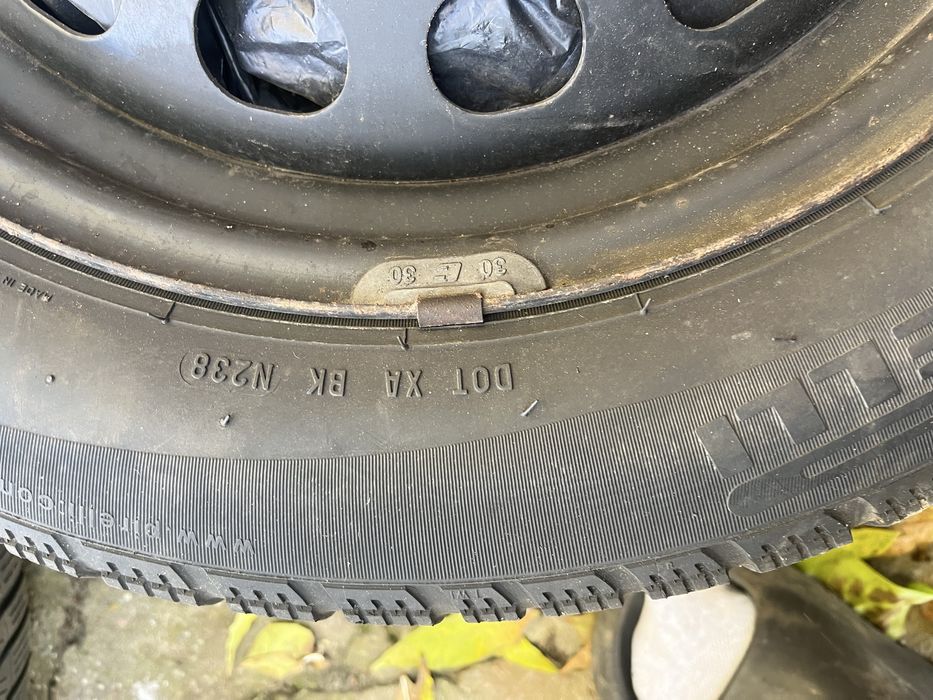 DOT XA BK N238
30 30
MADE IN
www.pirelli.com